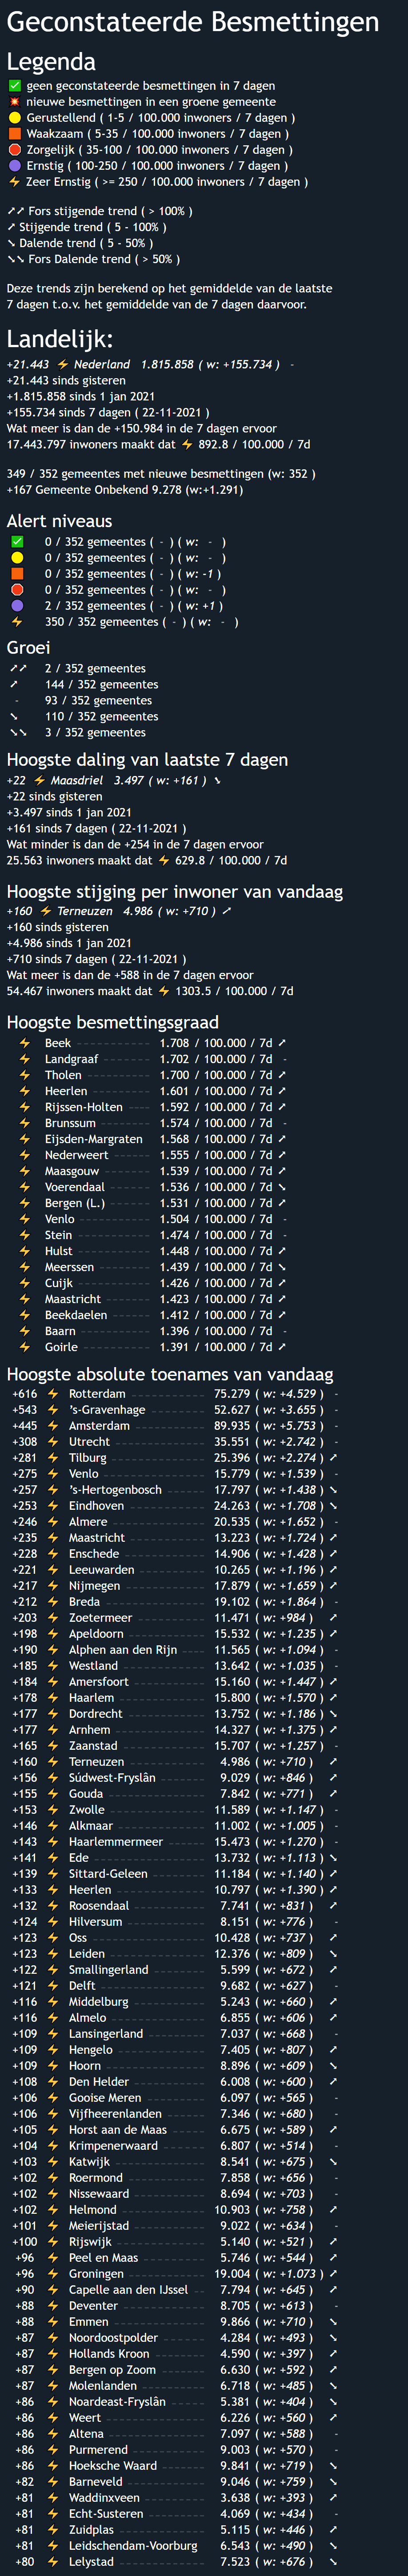 Geconstateerde Besmettingen
Legenda
✅ geen geconstateerde besmettingen in 7 dagen
💥 nieuwe besmettingen in een groene gemeente
🟡 Gerustellend ( 1-5 / 100.000 inwoners / 7 dagen )
🟧 Waakzaam ( 5-35 / 100.000 inwoners / 7 dagen )
🛑 Zorgelijk ( 35-100 / 100.000 inwoners / 7 dagen )
🟣 Ernstig ( 100-250 / 100.000 inwoners / 7 dagen )
⚡ Zeer Ernstig ( >= 250 / 100.000 inwoners / 7 dagen )
➚➚ Fors stijgende trend ( > 100% )
➚ Stijgende trend ( 5 - 100% )
➘ Dalende trend ( 5 - 50% )
➘➘ Fors Dalende trend ( > 50% )
Deze trends zijn berekend op het gemiddelde van de laatste
7 dagen t.o.v. het gemiddelde van de 7 dagen daarvoor.
Landelijk:
+21.443 ⚡ Nederland 1.815.858 ( w: +155.734 ) -
+21.443 sinds gisteren
+1.815.858 sinds 1 jan 2021
+155.734 sinds 7 dagen ( 22-11-2021 )
Wat meer is dan de +150.984 in de 7 dagen ervoor
17.443.797 inwoners maakt dat ⚡ 892.8 / 100.000 / 7d
349 / 352 gemeentes met nieuwe besmettingen (w: 352 )
+167 Gemeente Onbekend 9.278 (w:+1.291)
Alert niveaus
✅ 0 / 352 gemeentes ( - ) ( w: - )
🟡 0 / 352 gemeentes ( - ) ( w: - )
🟧 0 / 352 gemeentes ( - ) ( w: -1 )
🛑 0 / 352 gemeentes ( - ) ( w: - )
🟣 2 / 352 gemeentes ( - ) ( w: +1 )
⚡ 350 / 352 gemeentes ( - ) ( w: - )
Groei
➚➚ 2 / 352 gemeentes
➚ 144 / 352 gemeentes
- 93 / 352 gemeentes
➘ 110 / 352 gemeentes
➘➘ 3 / 352 gemeentes
Hoogste daling van laatste 7 dagen
+22 ⚡ Maasdriel 3.497 ( w: +161 ) ➘
+22 sinds gisteren
+3.497 sinds 1 jan 2021
+161 sinds 7 dagen ( 22-11-2021 )
Wat minder is dan de +254 in de 7 dagen ervoor
25.563 inwoners maakt dat ⚡ 629.8 / 100.000 / 7d
Hoogste stijging per inwoner van vandaag
+160 ⚡ Terneuzen 4.986 ( w: +710 ) ➚
+160 sinds gisteren
+4.986 sinds 1 jan 2021
+710 sinds 7 dagen ( 22-11-2021 )
Wat meer is dan de +588 in de 7 dagen ervoor
54.467 inwoners maakt dat ⚡ 1303.5 / 100.000 / 7d
Hoogste besmettingsgraad
⚡ Beek ----------- 1.708 / 100.000 / 7d ➚
⚡ Landgraaf -------- 1.702 / 100.000 / 7d -
⚡ Tholen ---------- 1.700 / 100.000 / 7d ➚
⚡ Heerlen --------- 1.601 / 100.000 / 7d ➚
⚡ Rijssen-Holten ---- 1.592 / 100.000 / 7d ➚
⚡ Brunssum -------- 1.574 / 100.000 / 7d -
⚡ Eijsden-Margraten 1.568 / 100.000 / 7d ➚
⚡ Nederweert ------ 1.555 / 100.000 / 7d ➚
⚡ Maasgouw ------- 1.539 / 100.000 / 7d ➚
⚡ Voerendaal ------ 1.536 / 100.000 / 7d ➘
⚡ Bergen (L.) ------ 1.531 / 100.000 / 7d ➚
⚡ Venlo ----------- 1.504 / 100.000 / 7d -
⚡ Stein ----------- 1.474 / 100.000 / 7d -
⚡ Hulst ----------- 1.448 / 100.000 / 7d ➚
⚡ Meerssen -------- 1.439 / 100.000 / 7d ➘
⚡ Cuijk ----------- 1.426 / 100.000 / 7d ➚
⚡ Maastricht ------- 1.423 / 100.000 / 7d ➚
⚡ Beekdaelen ------ 1.412 / 100.000 / 7d ➚
⚡ Baarn ---------- 1.396 / 100.000 / 7d -
⚡ Goirle ---------- 1.391 / 100.000 / 7d ➚
Hoogste absolute toenames van vandaag
+616 ⚡ Rotterdam ----------- 75.279 ( w: +4.529 ) -
+543 ⚡ 's-Gravenhage -------- 52.627 ( w: +3.655 ) -
+445 ⚡ Amsterdam ---------- 89.935 ( w: +5.753 ) -
+308 ⚡ Utrecht ------------- 35.551 ( w: +2.742 ) -
+281 ⚡ Tilburg ------------- 25.396 ( w: +2.274 ) ➚
+275 ⚡ Venlo -------------- 15.779 ( w: +1.539 ) -
+257 ⚡ 's-Hertogenbosch ------ 17.797 ( w: +1.438 ) ➘
+253 ⚡ Eindhoven ----------- 24.263 ( w: +1.708 ) ➘
+246 ⚡ Almere ------------- 20.535 ( w: +1.652 ) -
+235 ⚡ Maastricht ----------- 13.223 ( w: +1.724 ) ➚
+228 ⚡ Enschede ----------- 14.906 ( w: +1.428 ) ➚
+221 ⚡ Leeuwarden --------- 10.265 ( w: +1.196 ) ➚
+217 ⚡ Nijmegen ----------- 17.879 ( w: +1.659 ) ➚
+212 ⚡ Breda -------------- 19.102 ( w: +1.864 ) -
+203 ⚡ Zoetermeer ---------- 11.471 ( w: +984 ) ➚
+198 ⚡ Apeldoorn ----------- 15.532 ( w: +1.235 ) ➚
+190 ⚡ Alphen aan den Rijn ---- 11.565 ( w: +1.094 ) -
+185 ⚡ Westland ------------ 13.642 ( w: +1.035 ) -
+184 ⚡ Amersfoort ---------- 15.160 ( w: +1.447 ) ➚
+178 ⚡ Haarlem ------------ 15.800 ( w: +1.570 ) ➚
+177 ⚡ Dordrecht ----------- 13.752 ( w: +1.186 ) ➘
+177 ⚡ Arnhem ------------ 14.327 ( w: +1.375 ) ➚
+165 ⚡ Zaanstad ----------- 15.707 ( w: +1.257 ) -
+160 ⚡ Terneuzen ---------- 4.986 ( w: +710 ) ➚
+156 ⚡ Súdwest-Fryslân ------- 9.029 ( w: +846 ) ➚
+155 ⚡ Gouda ------------- 7.842 ( w: +771 ) ➚
+153 ⚡ Zwolle ------------- 11.589 ( w: +1.147 ) -
+146 ⚡ Alkmaar ------------ 11.002 ( w: +1.005 ) -
+143 ⚡ Haarlemmermeer ----- 15.473 ( w: +1.270 ) -
+141 ⚡ Ede --------------- 13.732 ( w: +1.113 ) ➘
+139 ⚡ Sittard-Geleen -------- 11.184 ( w: +1.140 ) ➚
+133 ⚡ Heerlen ------------ 10.797 ( w: +1.390 ) ➚
+132 ⚡ Roosendaal ---------- 7.741 ( w: +831 ) ➚
+124 ⚡ Hilversum ----------- 8.151 ( w: +776 ) -
+123 ⚡ Oss --------------- 10.428 ( w: +737 ) ➚
+123 ⚡ Leiden ------------- 12.376 ( w: +809 ) ➘
+122 ⚡ Smallingerland -------- 5.599 ( w: +672 ) ➚
+121 ⚡ Delft -------------- 9.682 ( w: +627 ) -
+116 ⚡ Middelburg ---------- 5.243 ( w: +660 ) ➚
+116 ⚡ Almelo ------------- 6.855 ( w: +606 ) ➚
+109 ⚡ Lansingerland -------- 7.037 ( w: +668 ) -
+109 ⚡ Hengelo ------------ 7.405 ( w: +807 ) ➚
+109 ⚡ Hoorn ------------- 8.896 ( w: +609 ) ➘
+108 ⚡ Den Helder ---------- 6.008 ( w: +600 ) ➚
+106 ⚡ Gooise Meren -------- 6.097 ( w: +565 ) -
+106 ⚡ Vijfheerenlanden ------ 7.346 ( w: +680 ) -
+105 ⚡ Horst aan de Maas ----- 6.675 ( w: +589 ) ➚
+104 ⚡ Krimpenerwaard ------ 6.807 ( w: +514 ) -
+103 ⚡ Katwijk ------------- 8.541 ( w: +675 ) ➘
+102 ⚡ Roermond ---------- 7.858 ( w: +656 ) -
+102 ⚡ Nissewaard ---------- 8.694 ( w: +703 ) -
+102 ⚡ Helmond ----------- 10.903 ( w: +758 ) ➚
+101 ⚡ Meierijstad ---------- 9.022 ( w: +634 ) -
+100 ⚡ Rijswijk ------------ 5.140 ( w: +521 ) ➚
+96 ⚡ Peel en Maas -------- 5.746 ( w: +544 ) ➚
+96 ⚡ Groningen ---------- 19.004 ( w: +1.073 ) ➚
+90 ⚡ Capelle aan den IJssel -- 7.794 ( w: +645 ) ➚
+88 ⚡ Deventer ----------- 8.705 ( w: +613 ) -
+88 ⚡ Emmen ------------ 9.866 ( w: +710 ) ➘
+87 ⚡ Noordoostpolder ------ 4.284 ( w: +493 ) ➘
+87 ⚡ Hollands Kroon ------- 4.590 ( w: +397 ) ➚
+87 ⚡ Bergen op Zoom ------ 6.630 ( w: +592 ) ➚
+87 ⚡ Molenlanden --------- 6.718 ( w: +485 ) ➘
+86 ⚡ Noardeast-Fryslân ----- 5.381 ( w: +404 ) ➘
+86 ⚡ Weert ------------- 6.226 ( w: +560 ) ➚
+86 ⚡ Altena ------------- 7.097 ( w: +588 ) -
+86 ⚡ Purmerend ---------- 9.003 ( w: +570 ) -
+86 ⚡ Hoeksche Waard ------ 9.841 ( w: +719 ) ➘
+82 ⚡ Barneveld ---------- 9.046 ( w: +759 ) ➘
+81 ⚡ Waddinxveen -------- 3.638 ( w: +393 ) ➚
+81 ⚡ Echt-Susteren -------- 4.069 ( w: +434 ) -
+81 ⚡ Zuidplas ------------ 5.115 ( w: +446 ) ➚
+81 ⚡ Leidschendam-Voorburg 6.543 ( w: +490 ) ➘
+80 ⚡ Lelystad ------------ 7.523 ( w: +676 ) ➘